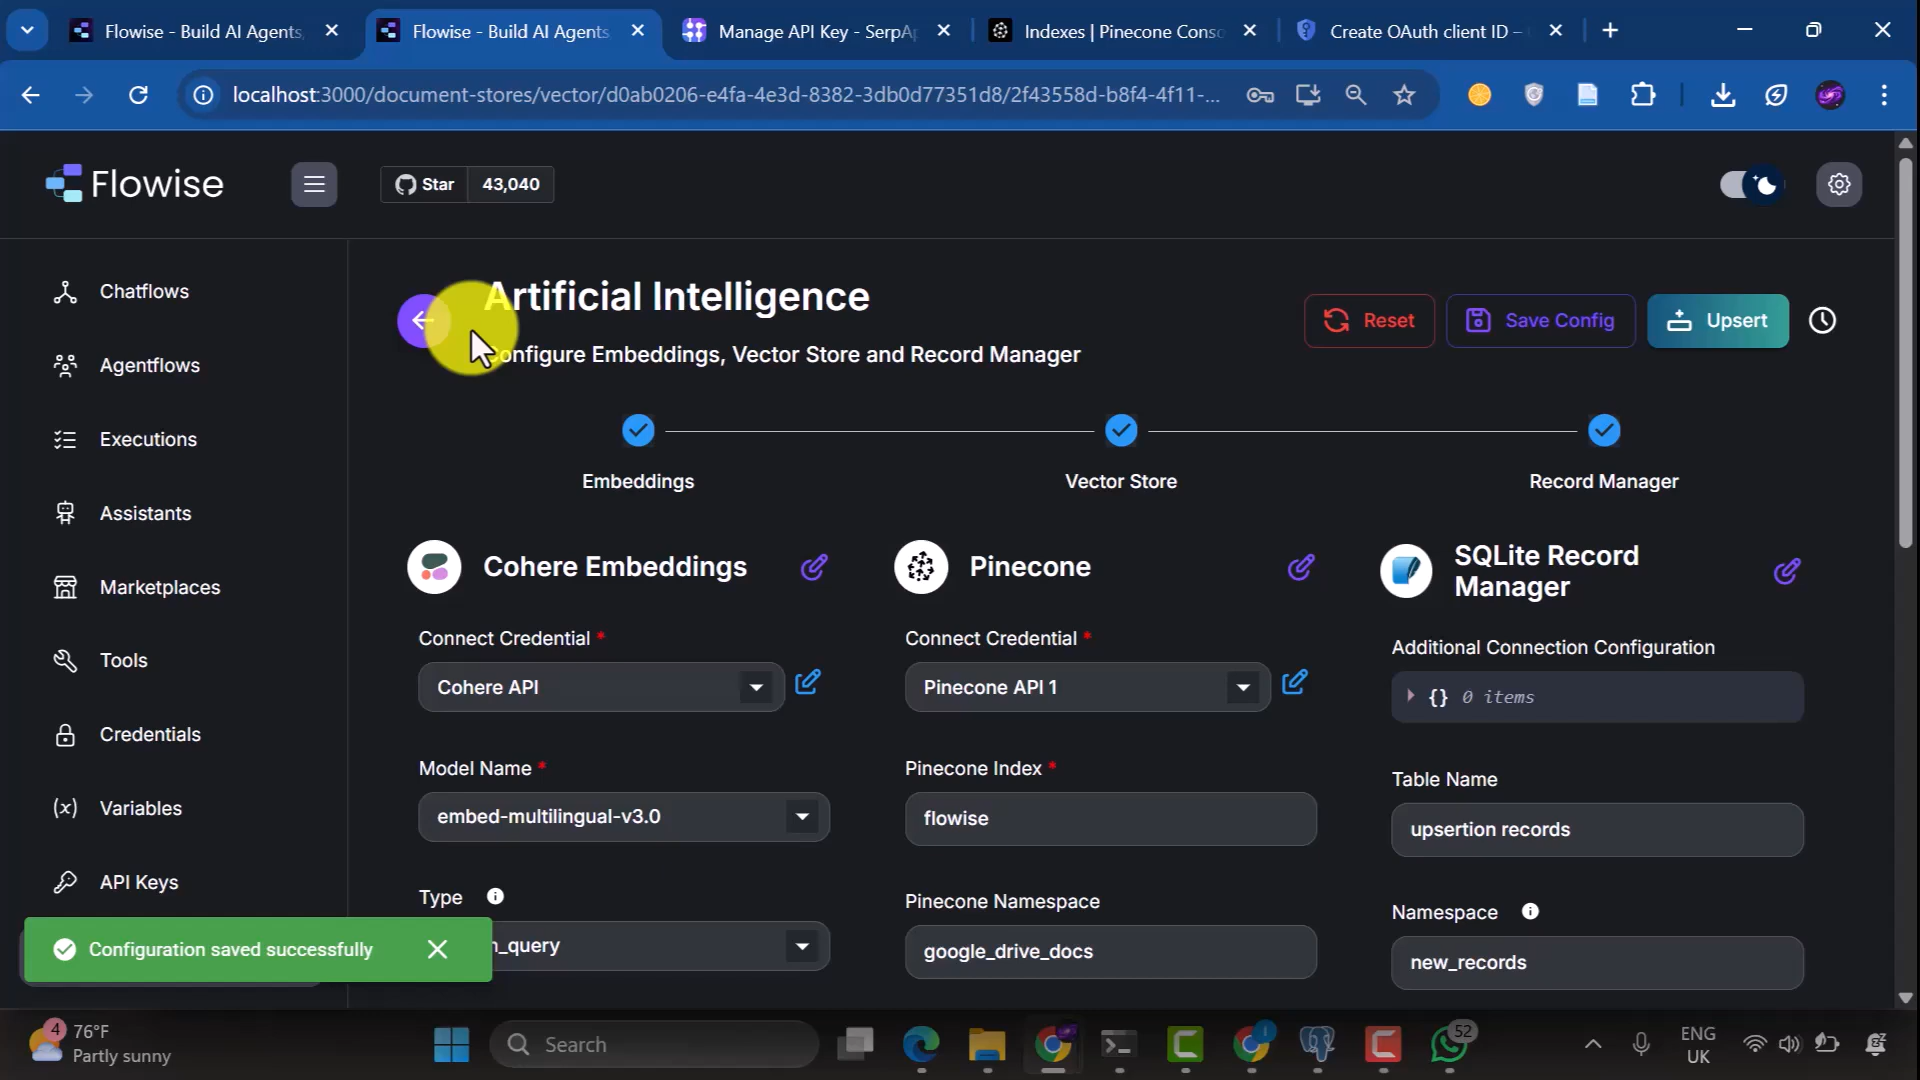 Flowise - Build AI Agents,
Flowise - Build AI Agents
Manage API Key - SerpAp
Indexes | Pinecone Conso
Create OAuth client ID –
localhost:3000/document-stores/vector/d0ab0206-e4fa-4e3d-8382-3db0d77351d8/2f43558d-b8f4-4f11-...
Flowise
Star
43,040
Chatflows
Agentflows
Executions
Assistants
Marketplaces
Tools
Credentials
Variables
API Keys
Artificial Intelligence
Configure Embeddings, Vector Store and Record Manager
Reset
Save Config
Upsert
Embeddings
Vector Store
Record Manager
Cohere Embeddings
Connect Credential *
Cohere API
Model Name *
embed-multilingual-v3.0
Type
h_query
Pinecone
Connect Credential *
Pinecone API 1
Pinecone Index *
flowise
Pinecone Namespace
google_drive_docs
SQLite Record
Manager
Additional Connection Configuration
{} 0 items
Table Name
upsertion records
Namespace
new_records
Configuration saved successfully
4
76°F
Partly sunny
Search
52
ENG
UK